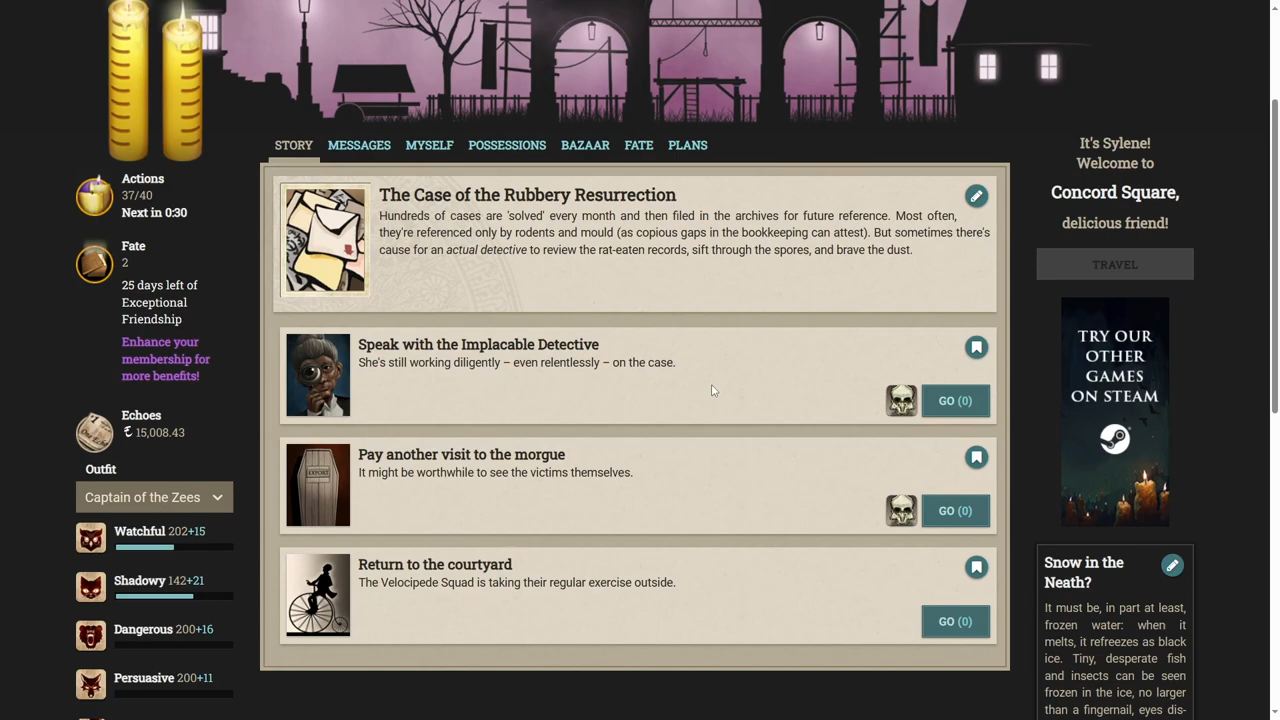 STORY MESSAGES MYSELF POSSESSIONS BAZAAR FATE PLANS
Actions
37/40
Next in 0:30
Fate
2
25 days left of
Exceptional
Friendship
Enhance your
membership for
more benefits!
Echoes
15,008.43
Outfit
Captain of the Zees
Watchful 202+15
Shadowy 142+21
Dangerous 200+16
Persuasive 200+11
The Case of the Rubbery Resurrection
Hundreds of cases are 'solved' every month and then filed in the archives for future reference. Most often,
they're referenced only by rodents and mould (as copious gaps in the bookkeeping can attest). But sometimes there's
cause for an actual detective to review the rat-eaten records, sift through the spores, and brave the dust.
Speak with the Implacable Detective
She's still working diligently – even relentlessly – on the case.
GO (0)
EXPORT
Pay another visit to the morgue
It might be worthwhile to see the victims themselves.
GO (0)
Return to the courtyard
The Velocipede Squad is taking their regular exercise outside.
GO (0)
It's Sylene!
Welcome to
Concord Square,
delicious friend!
TRAVEL
TRY OUR
OTHER
GAMES
ON STEAM
Snow in the
Neath?
It must be, in part at least,
frozen water: when it
melts, it refreezes as black
ice. Tiny, desperate fish
and insects can be seen
frozen in the ice, no larger
than a fingernail, eyes dis-